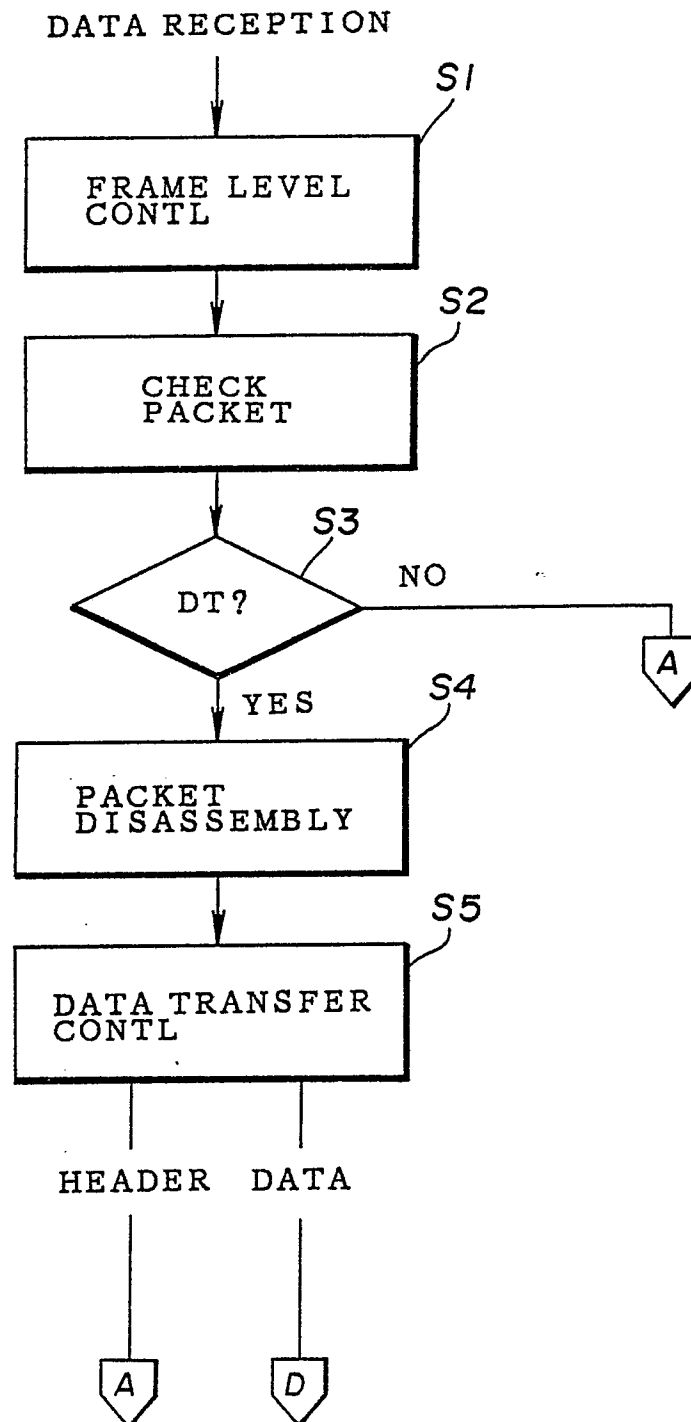 DATA RECEPTION
S1
FRAME LEVEL
CONTL
S2
CHECK
PACKET
S3
DT?
NO
A
YES
S4
PACKET
DISASSEMBLY
S5
DATA TRANSFER
CONTL
HEADER DATA
A D